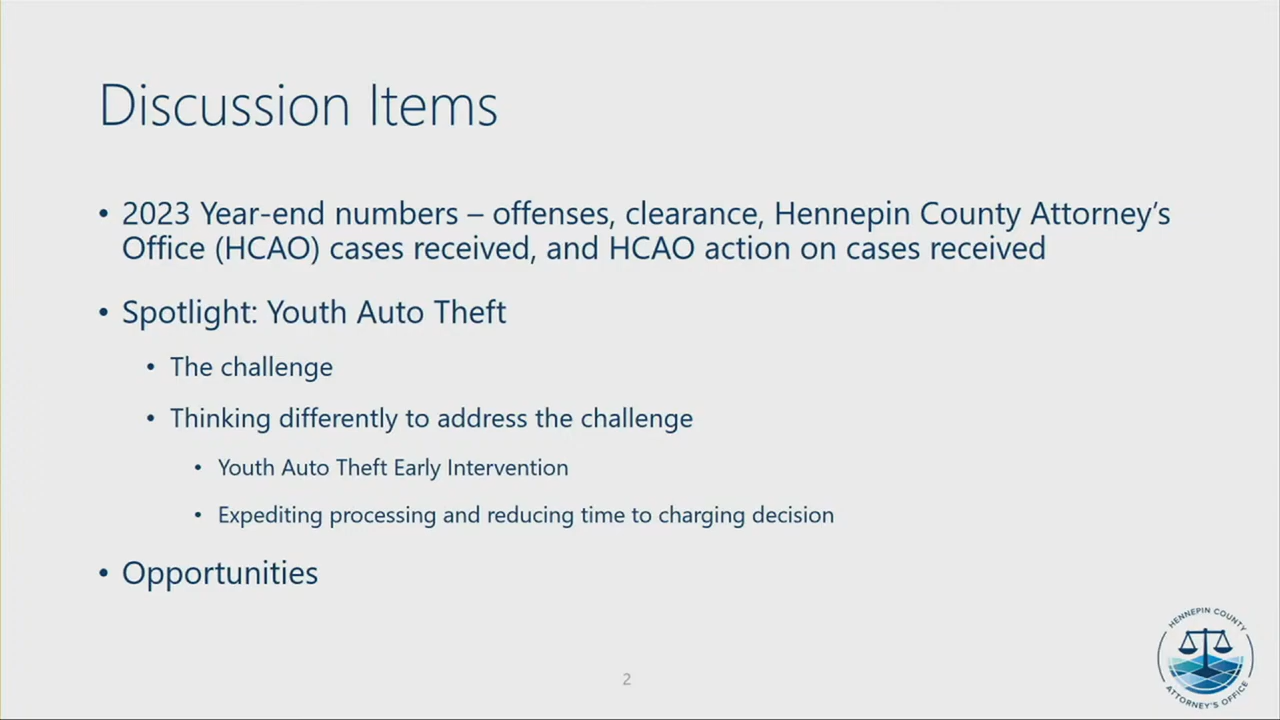 Discussion Items
• 2023 Year-end numbers – offenses, clearance, Hennepin County Attorney’s
Office (HCAO) cases received, and HCAO action on cases received
• Spotlight: Youth Auto Theft
• The challenge
• Thinking differently to address the challenge
• Youth Auto Theft Early Intervention
• Expediting processing and reducing time to charging decision
• Opportunities
HENNEPIN COUNTY
ATTORNEY'S OFFICE
2